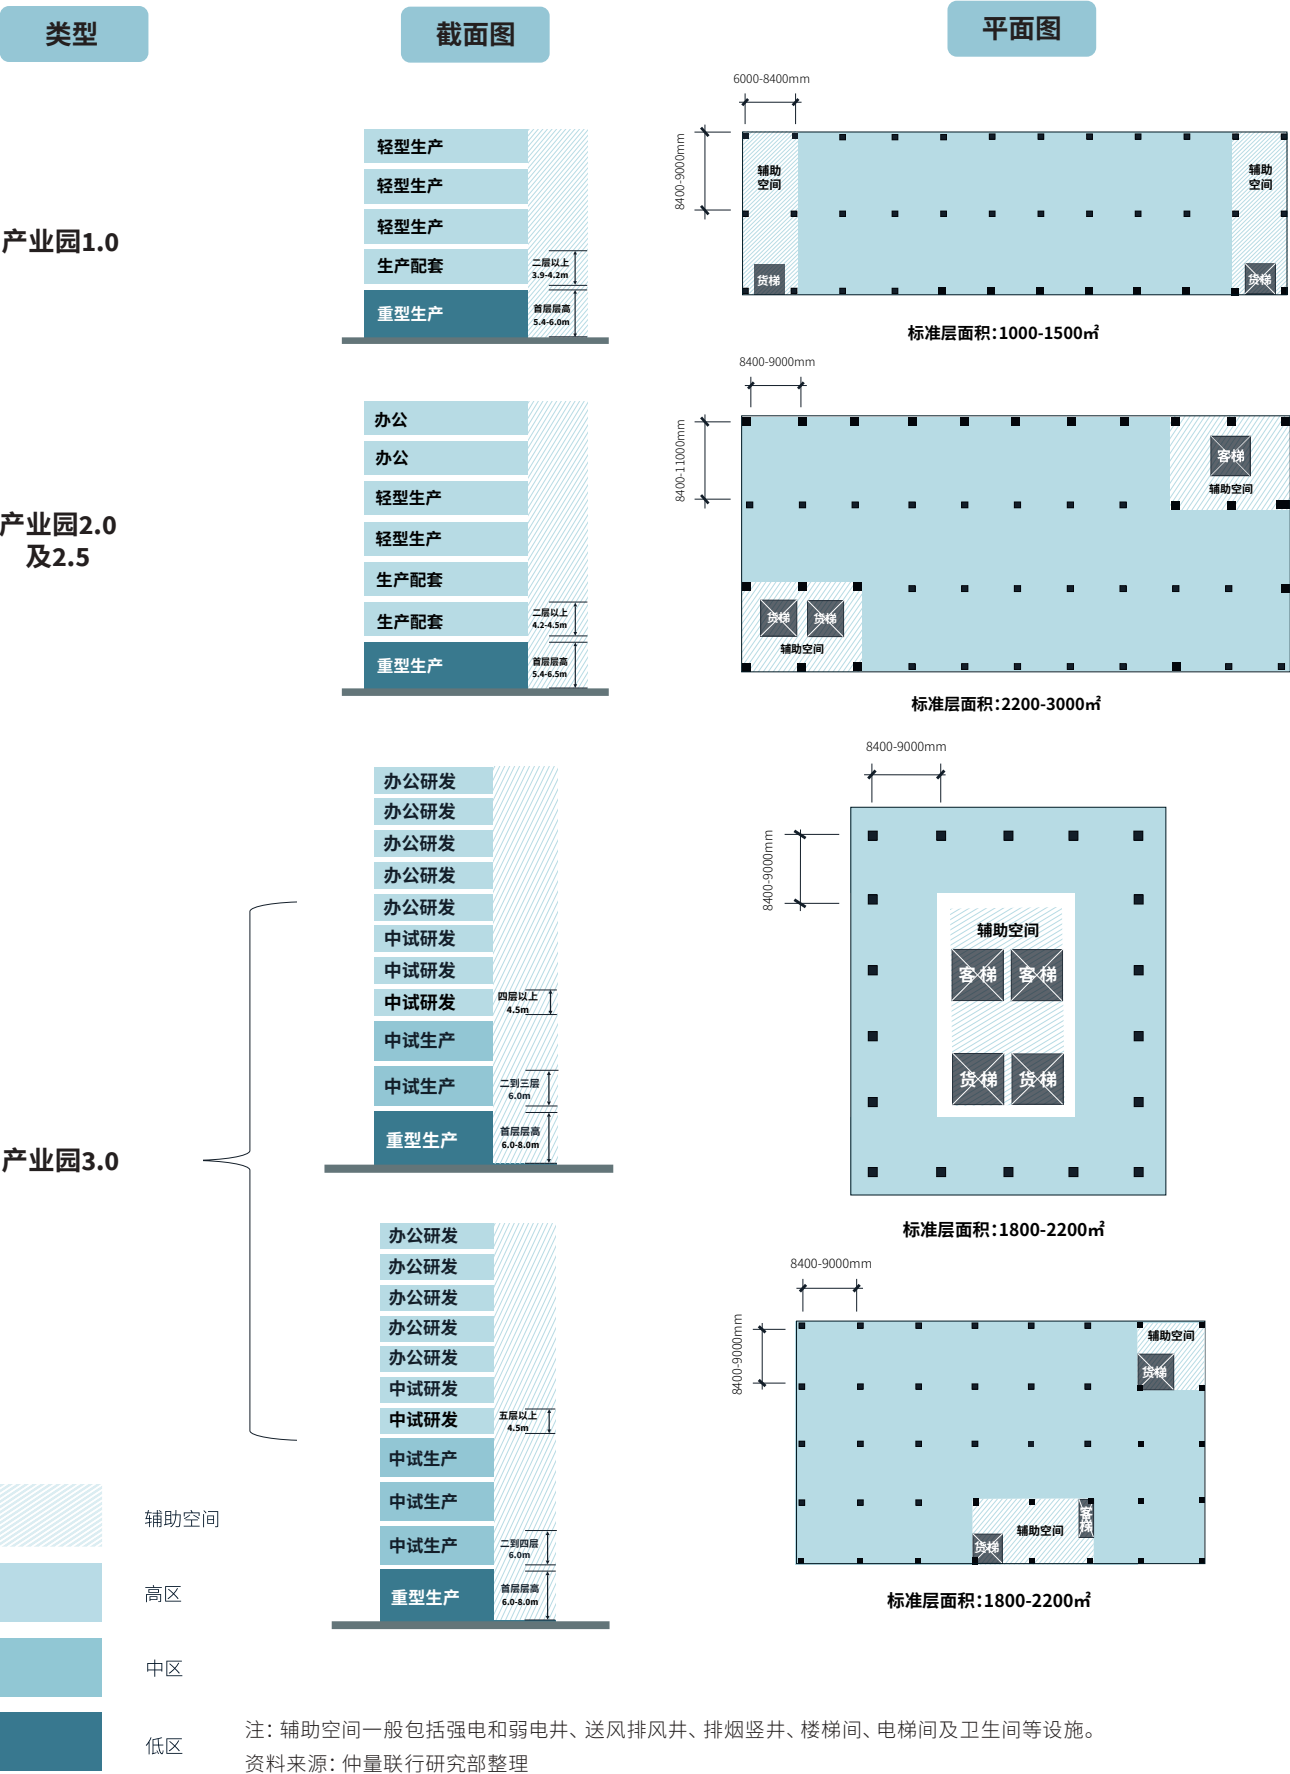 类型
截面图
平面图
产业园1.0
轻型生产
轻型生产
轻型生产
生产配套
重型生产
二层以上
3.9-4.2m
首层层高
5.4-6.0m
6000-8400mm
8400-9000mm
辅助
空间
辅助
空间
货梯
货梯
标准层面积：1000-1500㎡
产业园2.0
及2.5
办公
办公
轻型生产
轻型生产
生产配套
生产配套
重型生产
二层以上
4.2-4.5m
首层层高
5.4-6.5m
8400-9000mm
8400-11000mm
客梯
辅助空间
货梯
货梯
辅助空间
标准层面积：2200-3000㎡
产业园3.0
办公研发
办公研发
办公研发
办公研发
办公研发
中试研发
中试研发
中试研发
中试生产
中试生产
重型生产
四层以上
4.5m
二到三层
6.0m
首层层高
6.0-8.0m
8400-9000mm
8400-9000mm
辅助空间
客梯
客梯
货梯
货梯
标准层面积：1800-2200㎡
办公研发
办公研发
办公研发
办公研发
办公研发
中试研发
中试研发
中试生产
中试生产
中试生产
重型生产
五层以上
4.5m
二到四层
6.0m
首层层高
6.0-8.0m
8400-9000mm
8400-9000mm
辅助空间
货梯
客梯
辅助空间
货梯
标准层面积：1800-2200㎡
辅助空间
高区
中区
低区
注：辅助空间一般包括强电和弱电井、送风排风井、排烟竖井、楼梯间、电梯间及卫生间等设施。
资料来源：仲量联行研究部整理